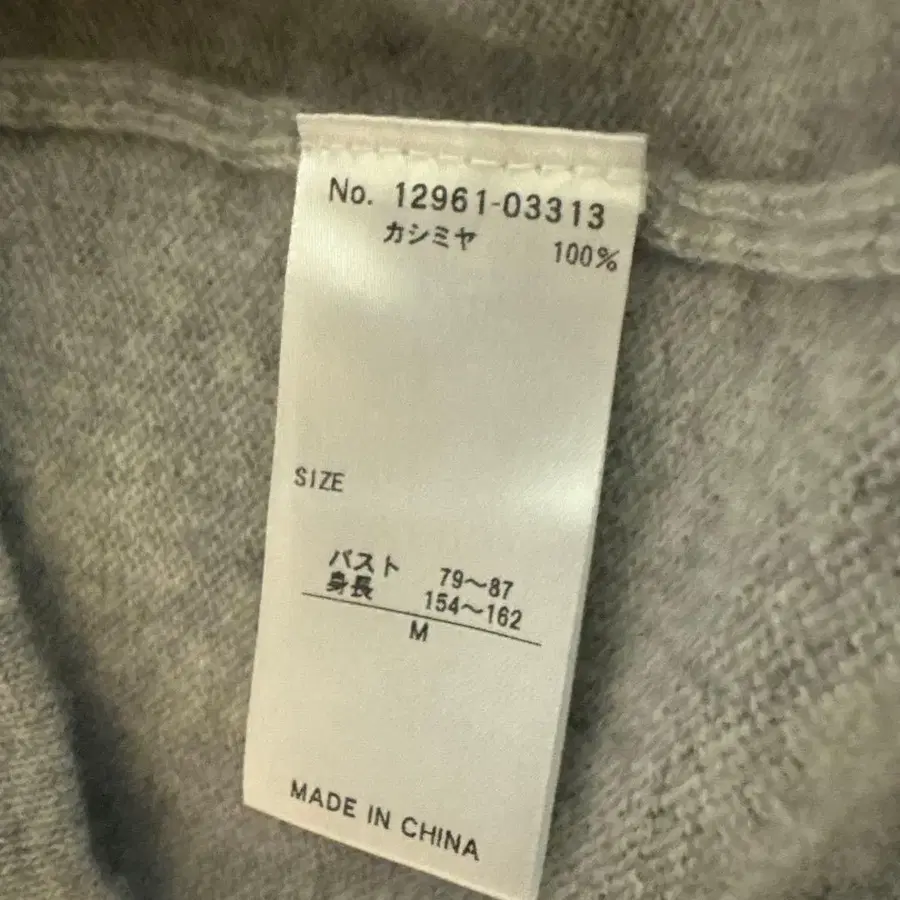 No. 12961-03313
カシミヤ 100%
SIZE
バスト 79〜87
身長 154〜162
M
MADE IN CHINA